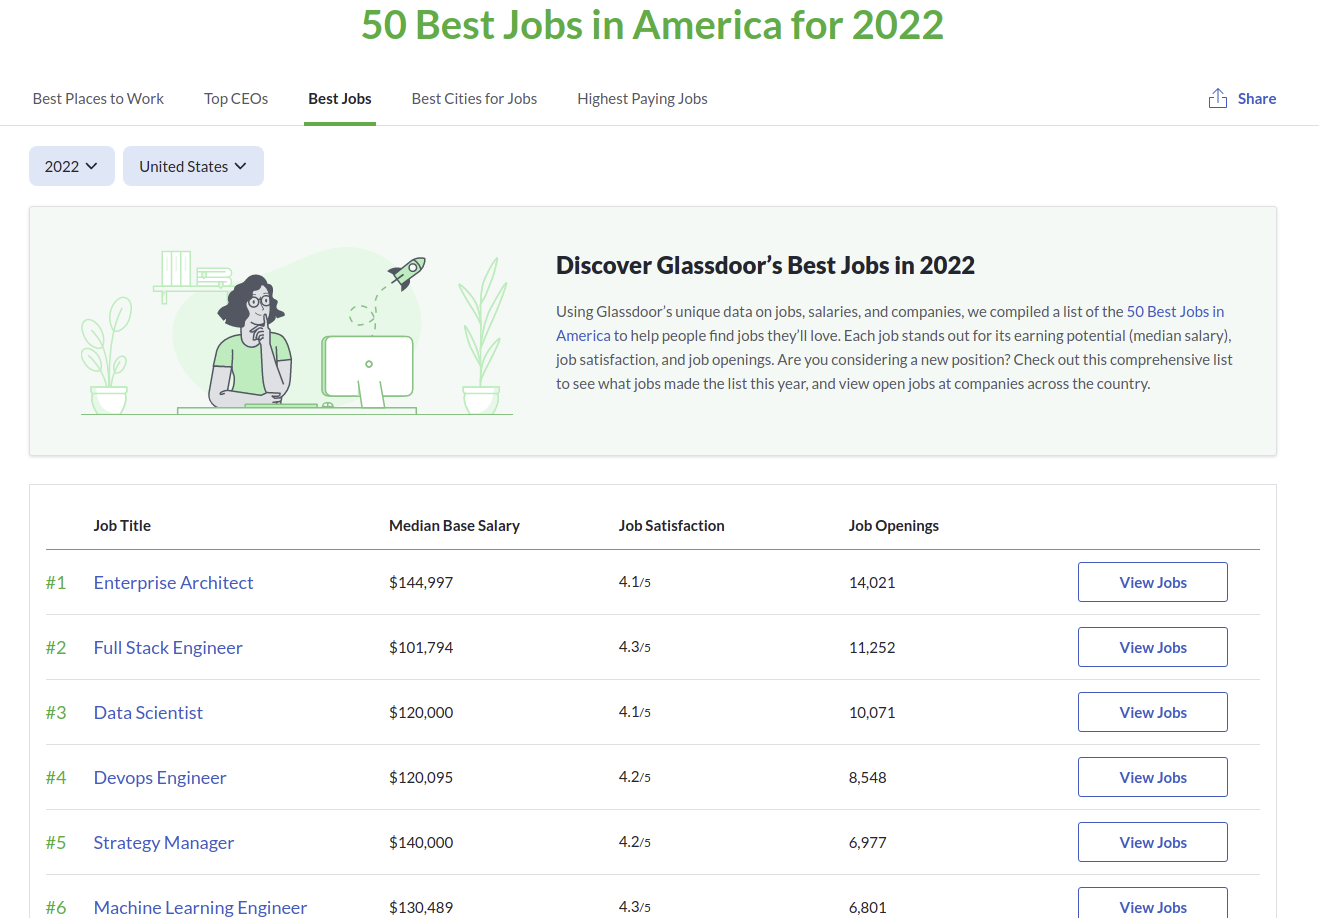 50 Best Jobs in America for 2022
Best Places to Work Top CEOs Best Jobs Best Cities for Jobs Highest Paying Jobs Share
2022 United States
Discover Glassdoor’s Best Jobs in 2022
Using Glassdoor’s unique data on jobs, salaries, and companies, we compiled a list of the 50 Best Jobs in
America to help people find jobs they’ll love. Each job stands out for its earning potential (median salary),
job satisfaction, and job openings. Are you considering a new position? Check out this comprehensive list
to see what jobs made the list this year, and view open jobs at companies across the country.
Job Title Median Base Salary Job Satisfaction Job Openings
#1 Enterprise Architect $144,997 4.1/5 14,021 View Jobs
#2 Full Stack Engineer $101,794 4.3/5 11,252 View Jobs
#3 Data Scientist $120,000 4.1/5 10,071 View Jobs
#4 Devops Engineer $120,095 4.2/5 8,548 View Jobs
#5 Strategy Manager $140,000 4.2/5 6,977 View Jobs
#6 Machine Learning Engineer $130,489 4.3/5 6,801 View Jobs